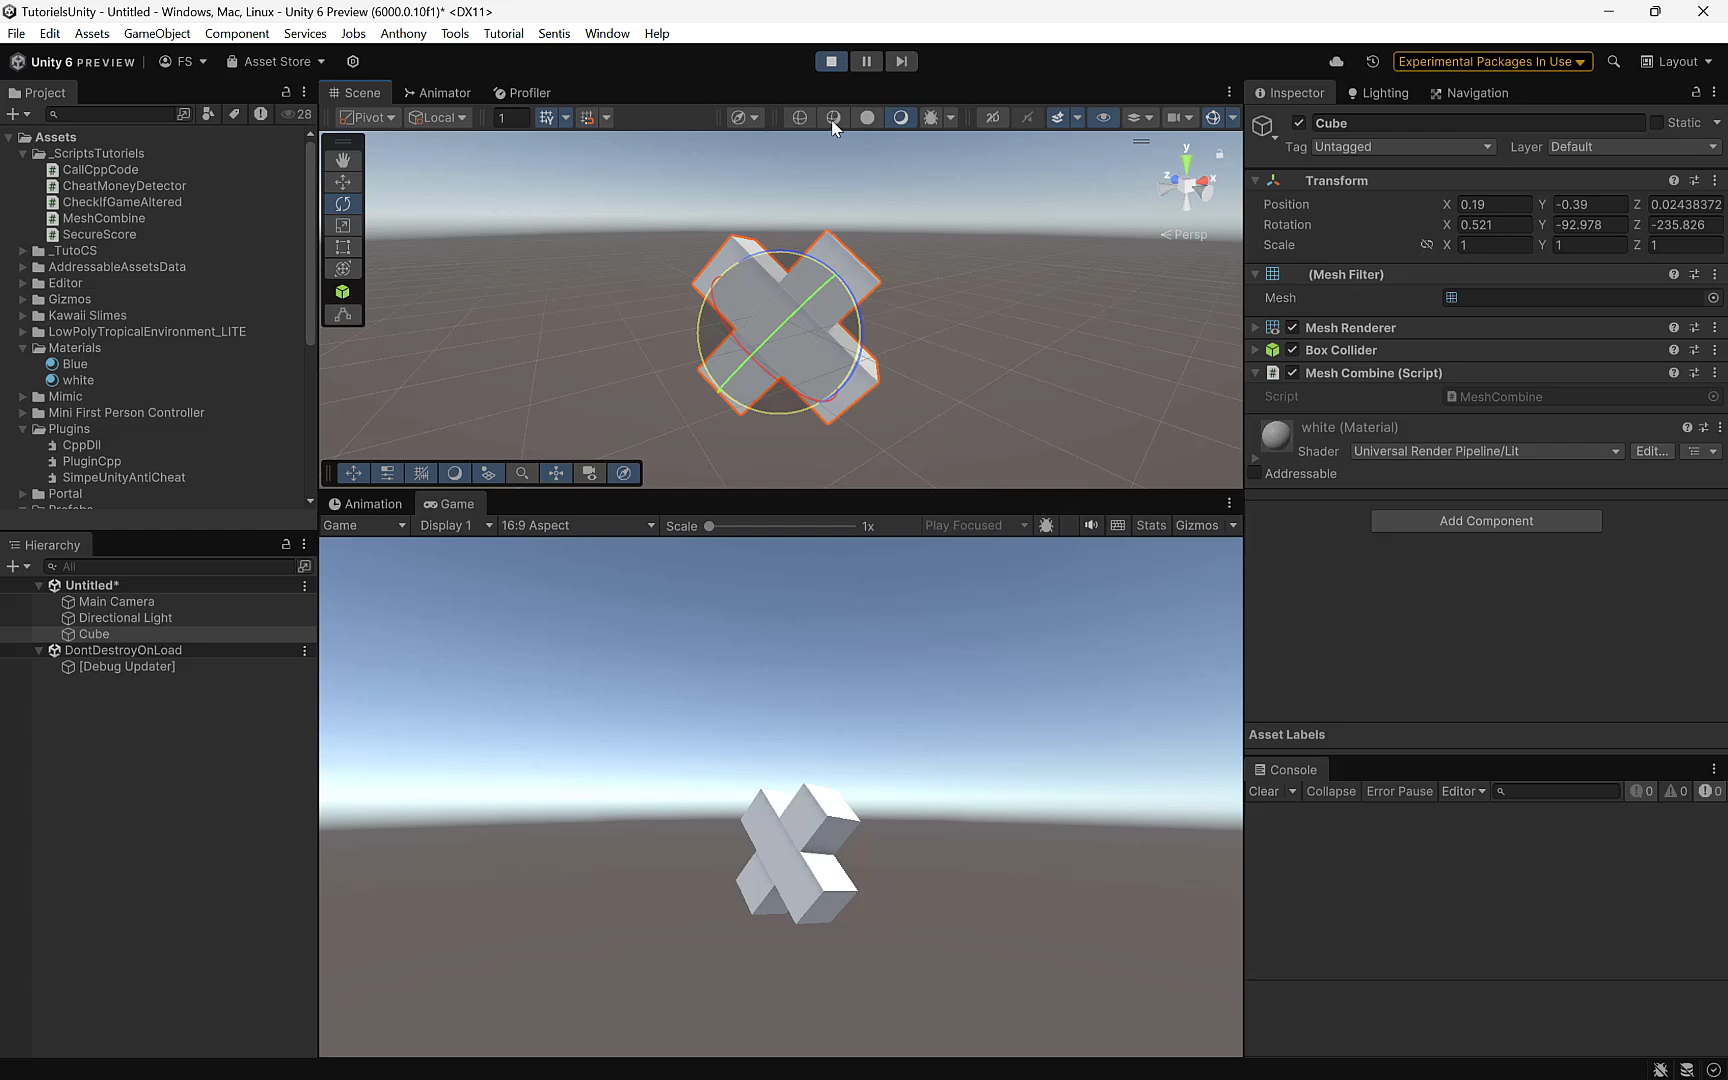 TutorielsUnity - Untitled - Windows, Mac, Linux - Unity 6 Preview (6000.0.10f1)* <DX11>
File Edit Assets GameObject Component Services Jobs Anthony Tools Tutorial Sentis Window Help
Unity 6 PREVIEW FS Asset Store Experimental Packages In Use Layout
Project
28
Assets
_ScriptsTutoriels
CallCppCode
CheatMoneyDetector
CheckIfGameAltered
MeshCombine
SecureScore
_TutoCS
AddressableAssetsData
Editor
Gizmos
Kawaii Slimes
LowPolyTropicalEnvironment_LITE
Materials
Blue
white
Mimic
Mini First Person Controller
Plugins
CppDll
PluginCpp
SimpeUnityAntiCheat
Portal
Hierarchy
All
Untitled*
Main Camera
Directional Light
Cube
DontDestroyOnLoad
[Debug Updater]
Scene Animator Profiler
Pivot Local 1 2D
y
z x
Persp
Animation Game
Game Display 1 16:9 Aspect Scale 1x Play Focused Stats Gizmos
Inspector Lighting Navigation
Cube Static
Tag Untagged Layer Default
Transform
Position X 0.19 Y -0.39 Z 0.02438372
Rotation X 0.521 Y -92.978 Z -235.826
Scale X 1 Y 1 Z 1
(Mesh Filter)
Mesh
Mesh Renderer
Box Collider
Mesh Combine (Script)
Script MeshCombine
white (Material)
Shader Universal Render Pipeline/Lit Edit...
Addressable
Add Component
Asset Labels
Console
Clear Collapse Error Pause Editor 0 0 0